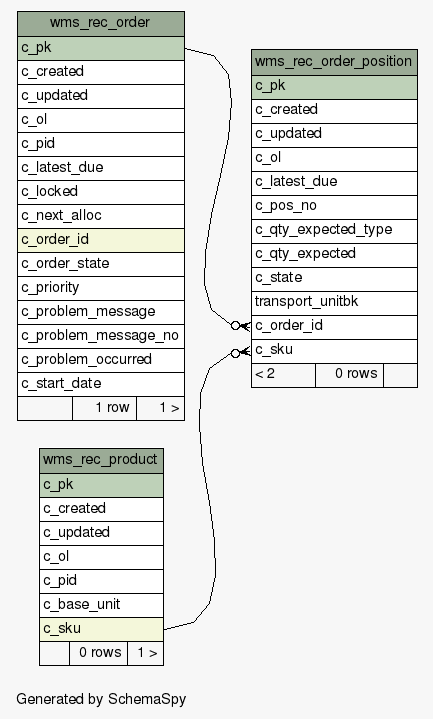 wms_rec_order
c_pk
c_created
c_updated
c_ol
c_pid
c_latest_due
c_locked
c_next_alloc
c_order_id
c_order_state
c_priority
c_problem_message
c_problem_message_no
c_problem_occurred
c_start_date
1 row 1 >
wms_rec_order_position
c_pk
c_created
c_updated
c_ol
c_latest_due
c_pos_no
c_qty_expected_type
c_qty_expected
c_state
transport_unitbk
c_order_id
c_sku
< 2 0 rows
wms_rec_product
c_pk
c_created
c_updated
c_ol
c_pid
c_base_unit
c_sku
0 rows 1 >
Generated by SchemaSpy